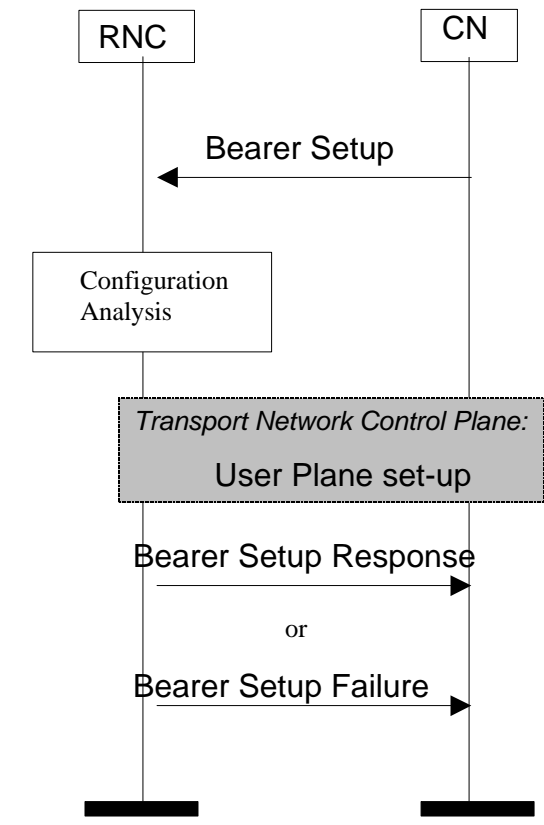 RNC
CN
Bearer Setup
Configuration
Analysis
Transport Network Control Plane:
User Plane set-up
Bearer Setup Response
or
Bearer Setup Failure